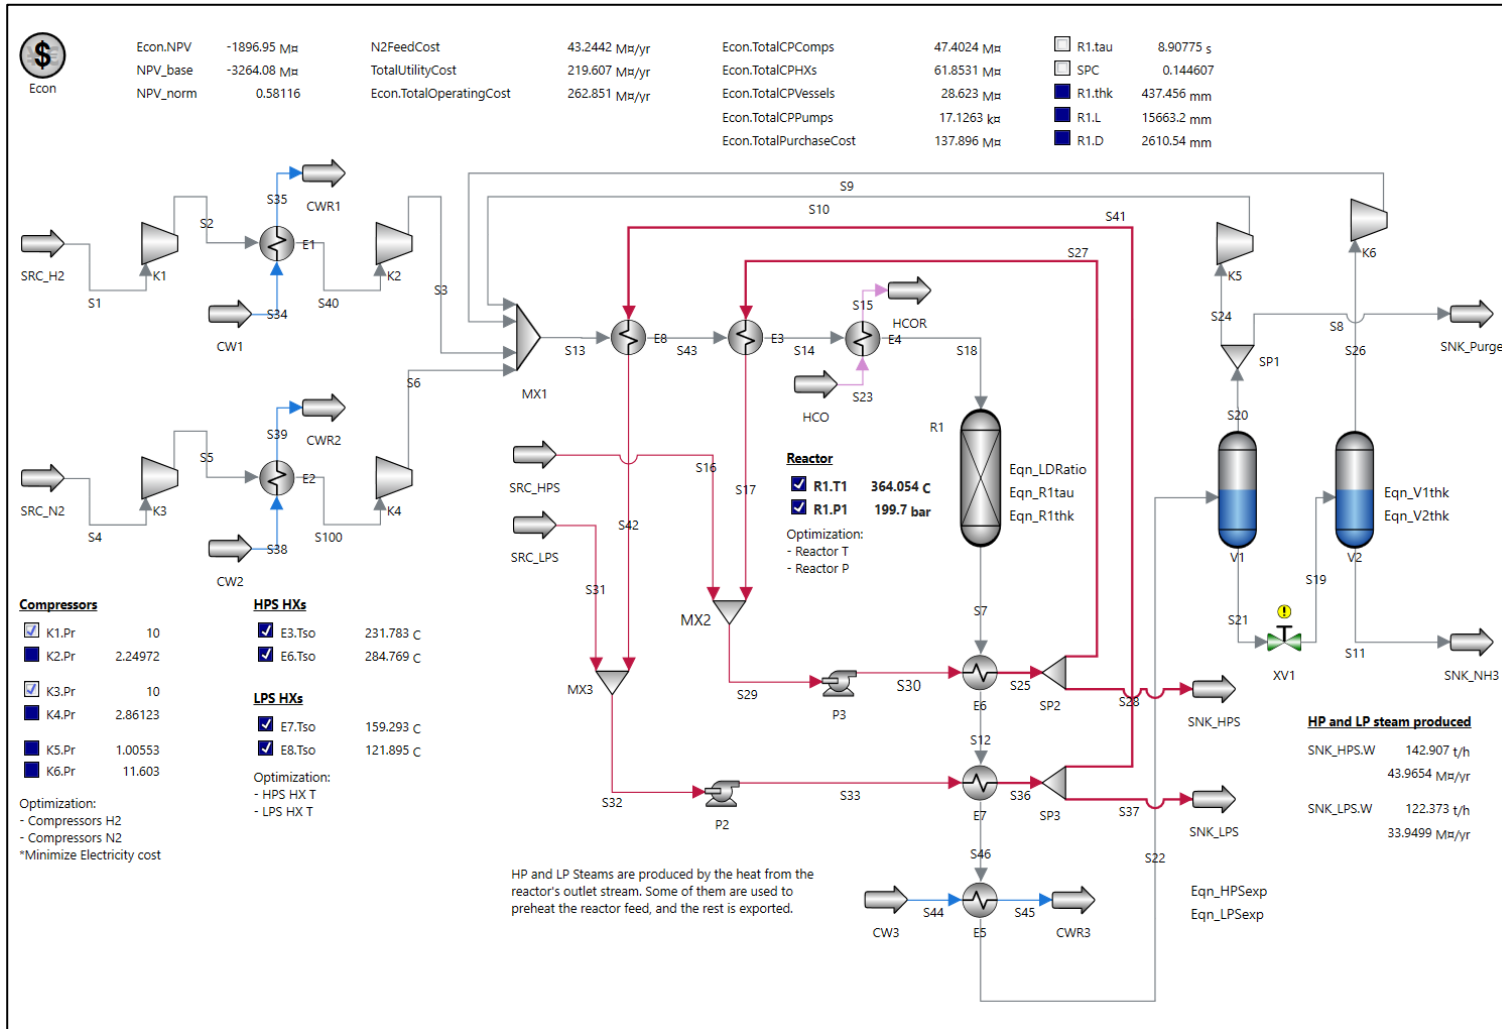 $
Econ
Econ.NPV -1896.95 M¤
NPV_base -3264.08 M¤
NPV_norm 0.58116
N2FeedCost 43.2442 M¤/yr
TotalUtilityCost 219.607 M¤/yr
Econ.TotalOperatingCost 262.851 M¤/yr
Econ.TotalCPComps 47.4024 M¤
Econ.TotalCPHXs 61.8531 M¤
Econ.TotalCPVessels 28.623 M¤
Econ.TotalCPPumps 17.1263 k¤
Econ.TotalPurchaseCost 137.896 M¤
R1.tau 8.90775 s
SPC 0.144607
R1.thk 437.456 mm
R1.L 15663.2 mm
R1.D 2610.54 mm
S9
S10
S41
S27
S35
CWR1
S2
SRC_H2
K1
E1
K2
S1
S34
S40
S3
CW1
S6
MX1
S13
E8
S43
E3
S14
E4
S15
HCOR
S18
HCO
S23
K5
K6
S24
S8
S26
SP1
SNK_Purge
S20
S39
CWR2
S5
SRC_N2
K3
E2
K4
S4
S38
S100
CW2
SRC_HPS
S16
S17
SRC_LPS
S42
S31
R1
Reactor
R1.T1 364.054 C
R1.P1 199.7 bar
Optimization:
- Reactor T
- Reactor P
Eqn_LDRatio
Eqn_R1tau
Eqn_R1thk
V1
V2
Eqn_V1thk
Eqn_V2thk
S19
S21
S7
S11
XV1
SNK_NH3
Compressors
K1.Pr 10
K2.Pr 2.24972
K3.Pr 10
K4.Pr 2.86123
K5.Pr 1.00553
K6.Pr 11.603
Optimization:
- Compressors H2
- Compressors N2
*Minimize Electricity cost
HPS HXs
E3.Tso 231.783 C
E6.Tso 284.769 C
LPS HXs
E7.Tso 159.293 C
E8.Tso 121.895 C
Optimization:
- HPS HX T
- LPS HX T
MX2
MX3
S29
P3
S30
E6
S25
SP2
S28
SNK_HPS
S12
S32
P2
S33
E7
S36
SP3
S37
SNK_LPS
S46
S22
HP and LP steam produced
SNK_HPS.W 142.907 t/h
43.9654 M¤/yr
SNK_LPS.W 122.373 t/h
33.9499 M¤/yr
HP and LP Steams are produced by the heat from the
reactor's outlet stream. Some of them are used to
preheat the reactor feed, and the rest is exported.
CW3
S44
E5
S45
CWR3
Eqn_HPSexp
Eqn_LPSexp